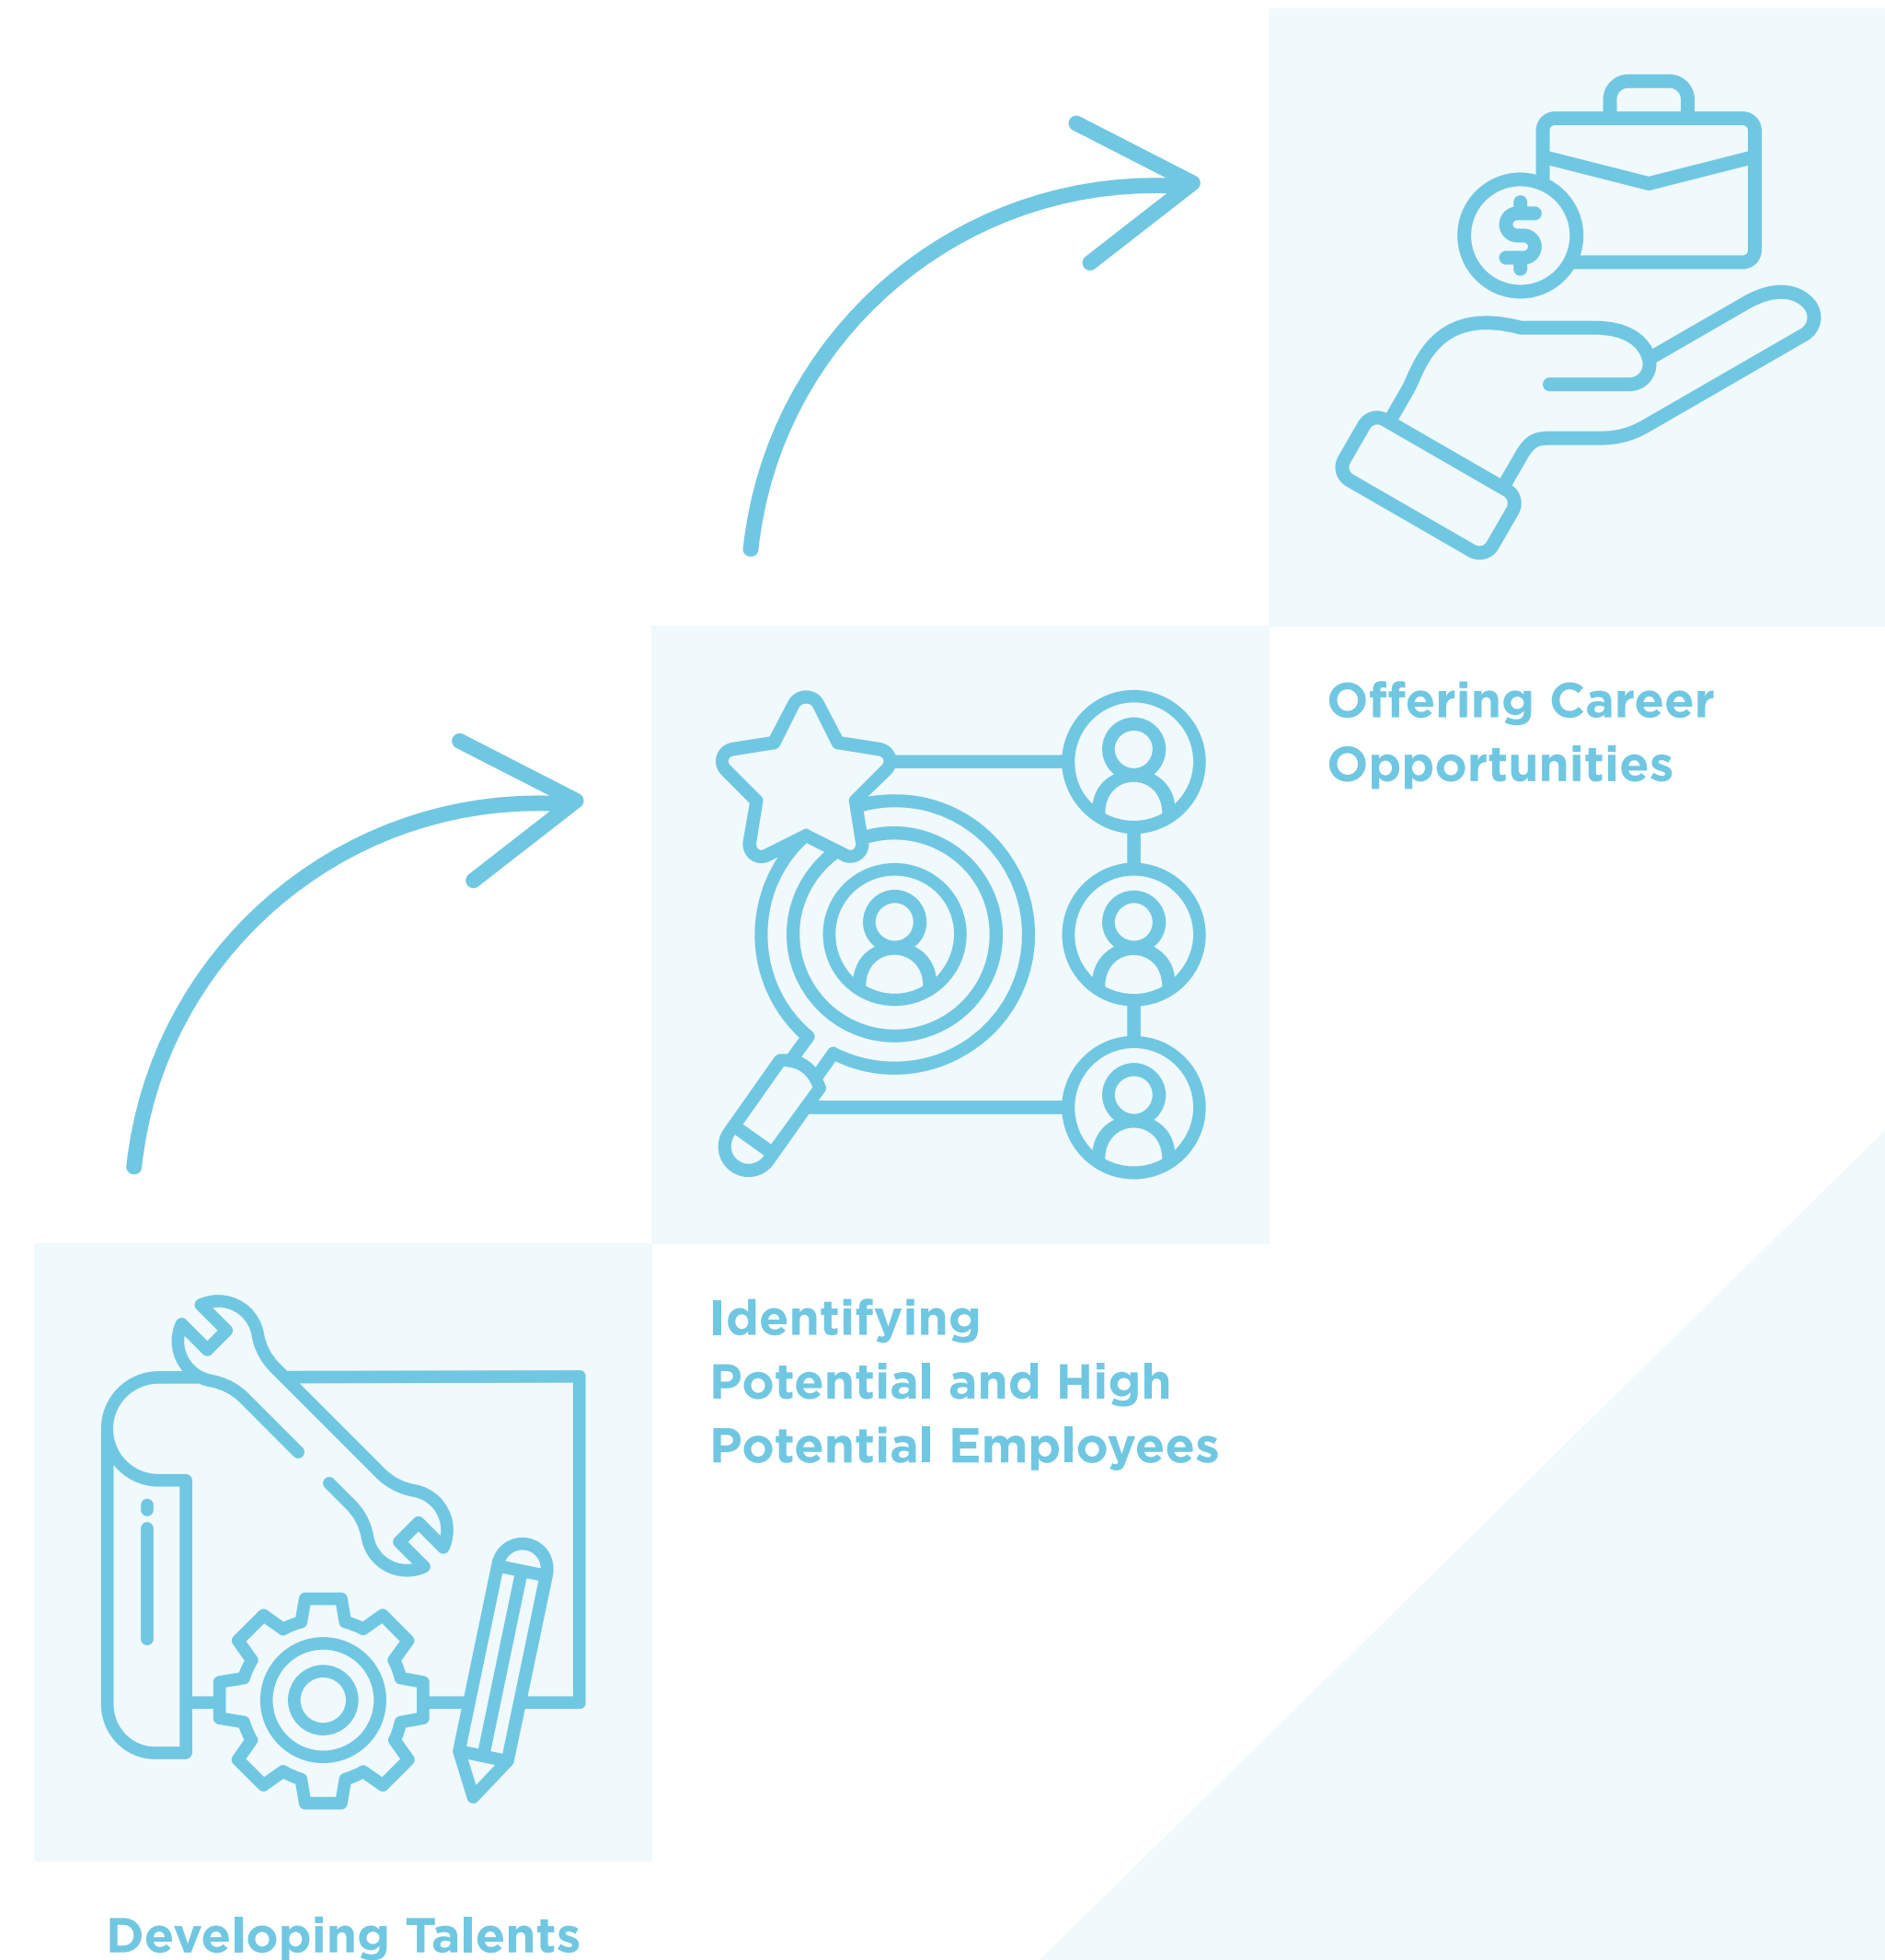 Offering Career
Opportunities
Identifying
Potential and High
Potential Employees
Developing Talents